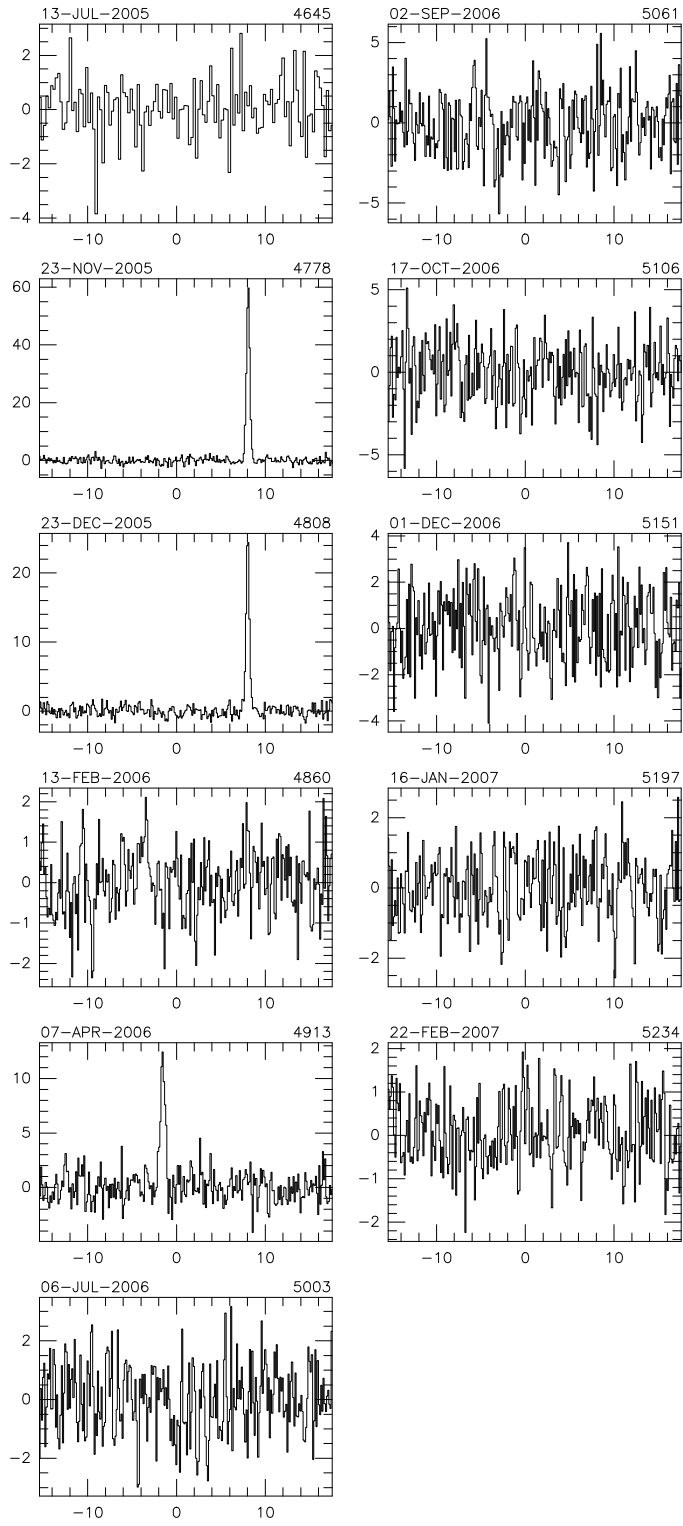 13-JUL-2005 4645
2
0
-2
-4
-10 0 10
23-NOV-2005 4778
60
40
20
0
-10 0 10
23-DEC-2005 4808
20
10
0
-10 0 10
13-FEB-2006 4860
2
1
0
-1
-2
-10 0 10
07-APR-2006 4913
10
5
0
-10 0 10
06-JUL-2006 5003
2
0
-2
-10 0 10
02-SEP-2006 5061
5
0
-5
-10 0 10
17-OCT-2006 5106
5
0
-5
-10 0 10
01-DEC-2006 5151
4
2
0
-2
-4
-10 0 10
16-JAN-2007 5197
2
0
-2
-10 0 10
22-FEB-2007 5234
2
1
0
-1
-2
-10 0 10